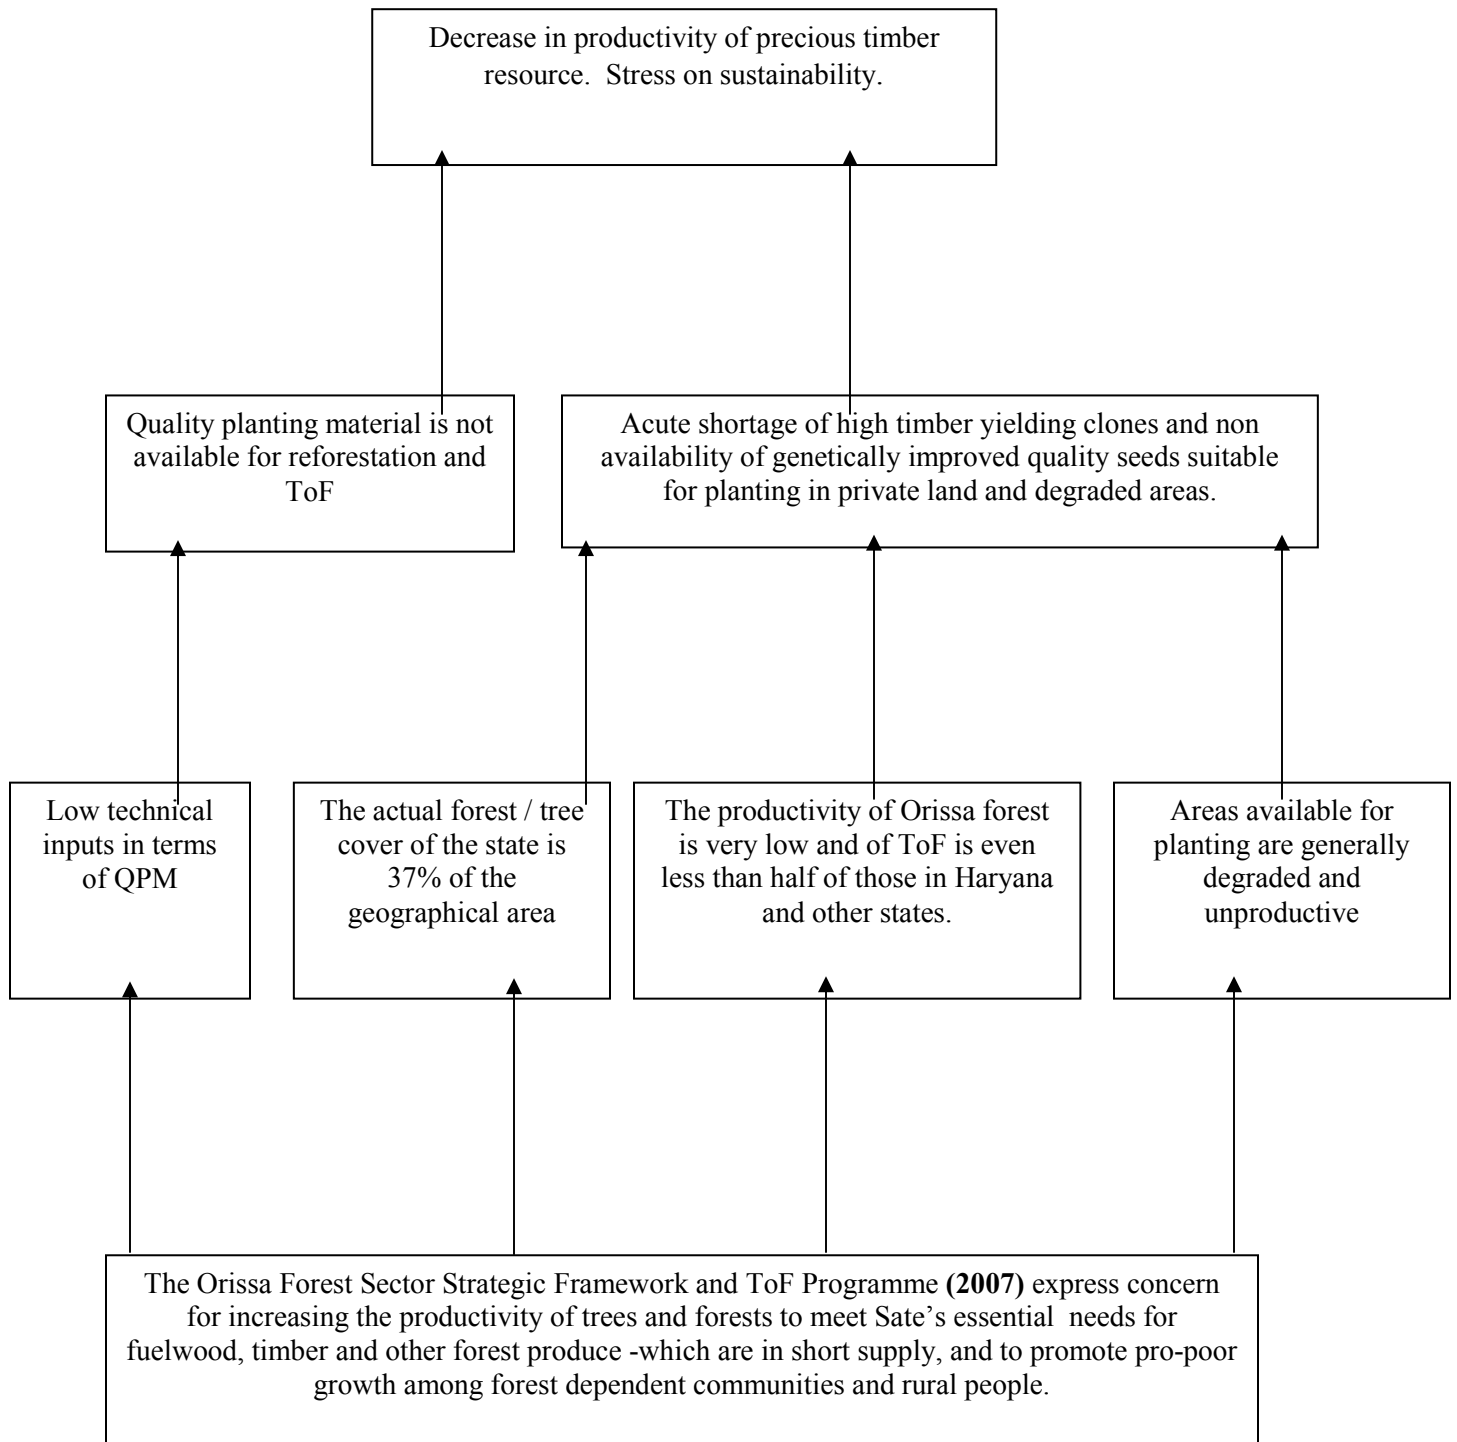 Decrease in productivity of precious timber
resource.  Stress on sustainability.
Quality planting material is not
available for reforestation and
ToF
Acute shortage of high timber yielding clones and non
availability of genetically improved quality seeds suitable
for planting in private land and degraded areas.
Low technical
inputs in terms
of QPM
The actual forest / tree
cover of the state is
37% of the
geographical area
The productivity of Orissa forest
is very low and of ToF is even
less than half of those in Haryana
and other states.
Areas available for
planting are generally
degraded and
unproductive
The Orissa Forest Sector Strategic Framework and ToF Programme (2007) express concern
for increasing the productivity of trees and forests to meet Sate’s essential  needs for
fuelwood, timber and other forest produce -which are in short supply, and to promote pro-poor
growth among forest dependent communities and rural people.